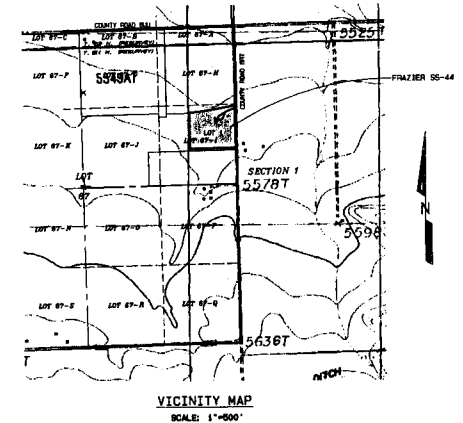 COUNTY ROAD
LOT 67-C
LOT 67-B
5525T
LOT 67-P
5549AT
LOT 67-H
COUNTY ROAD
FRAZIER SS-44
LOT
LOT 67-I
LOT 67-K
LOT 67-J
SECTION 1
5578T
LOT
67
N
LOT 67-N
LOT 67-O
5598
LOT 67-S
LOT 67-R
LOT 67-Q
5636T
T
DITCH
VICINITY MAP
SCALE: 1"=500'